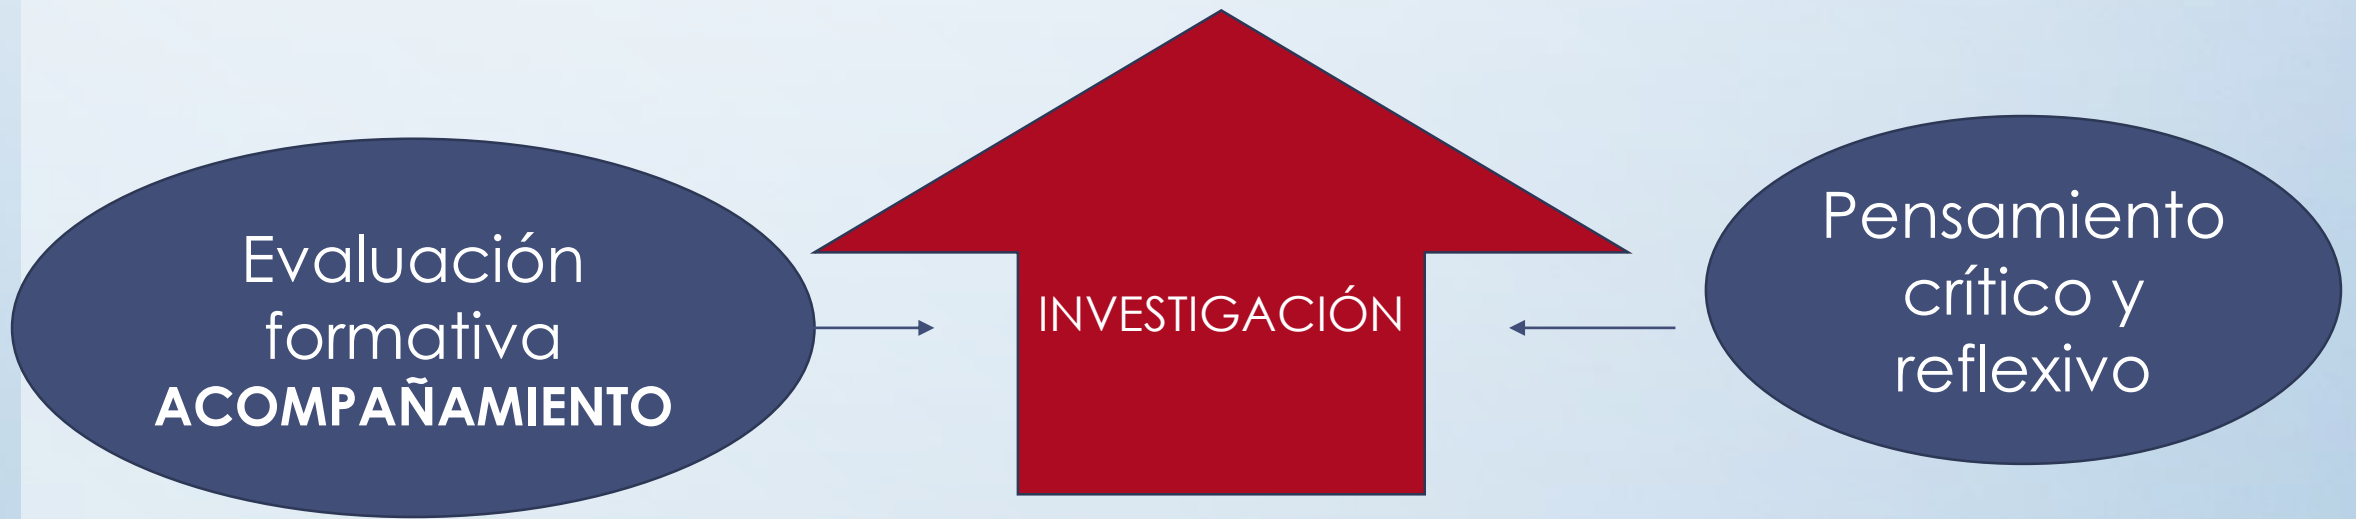 Evaluación
formativa
ACOMPAÑAMIENTO
INVESTIGACIÓN
Pensamiento
crítico y
reflexivo